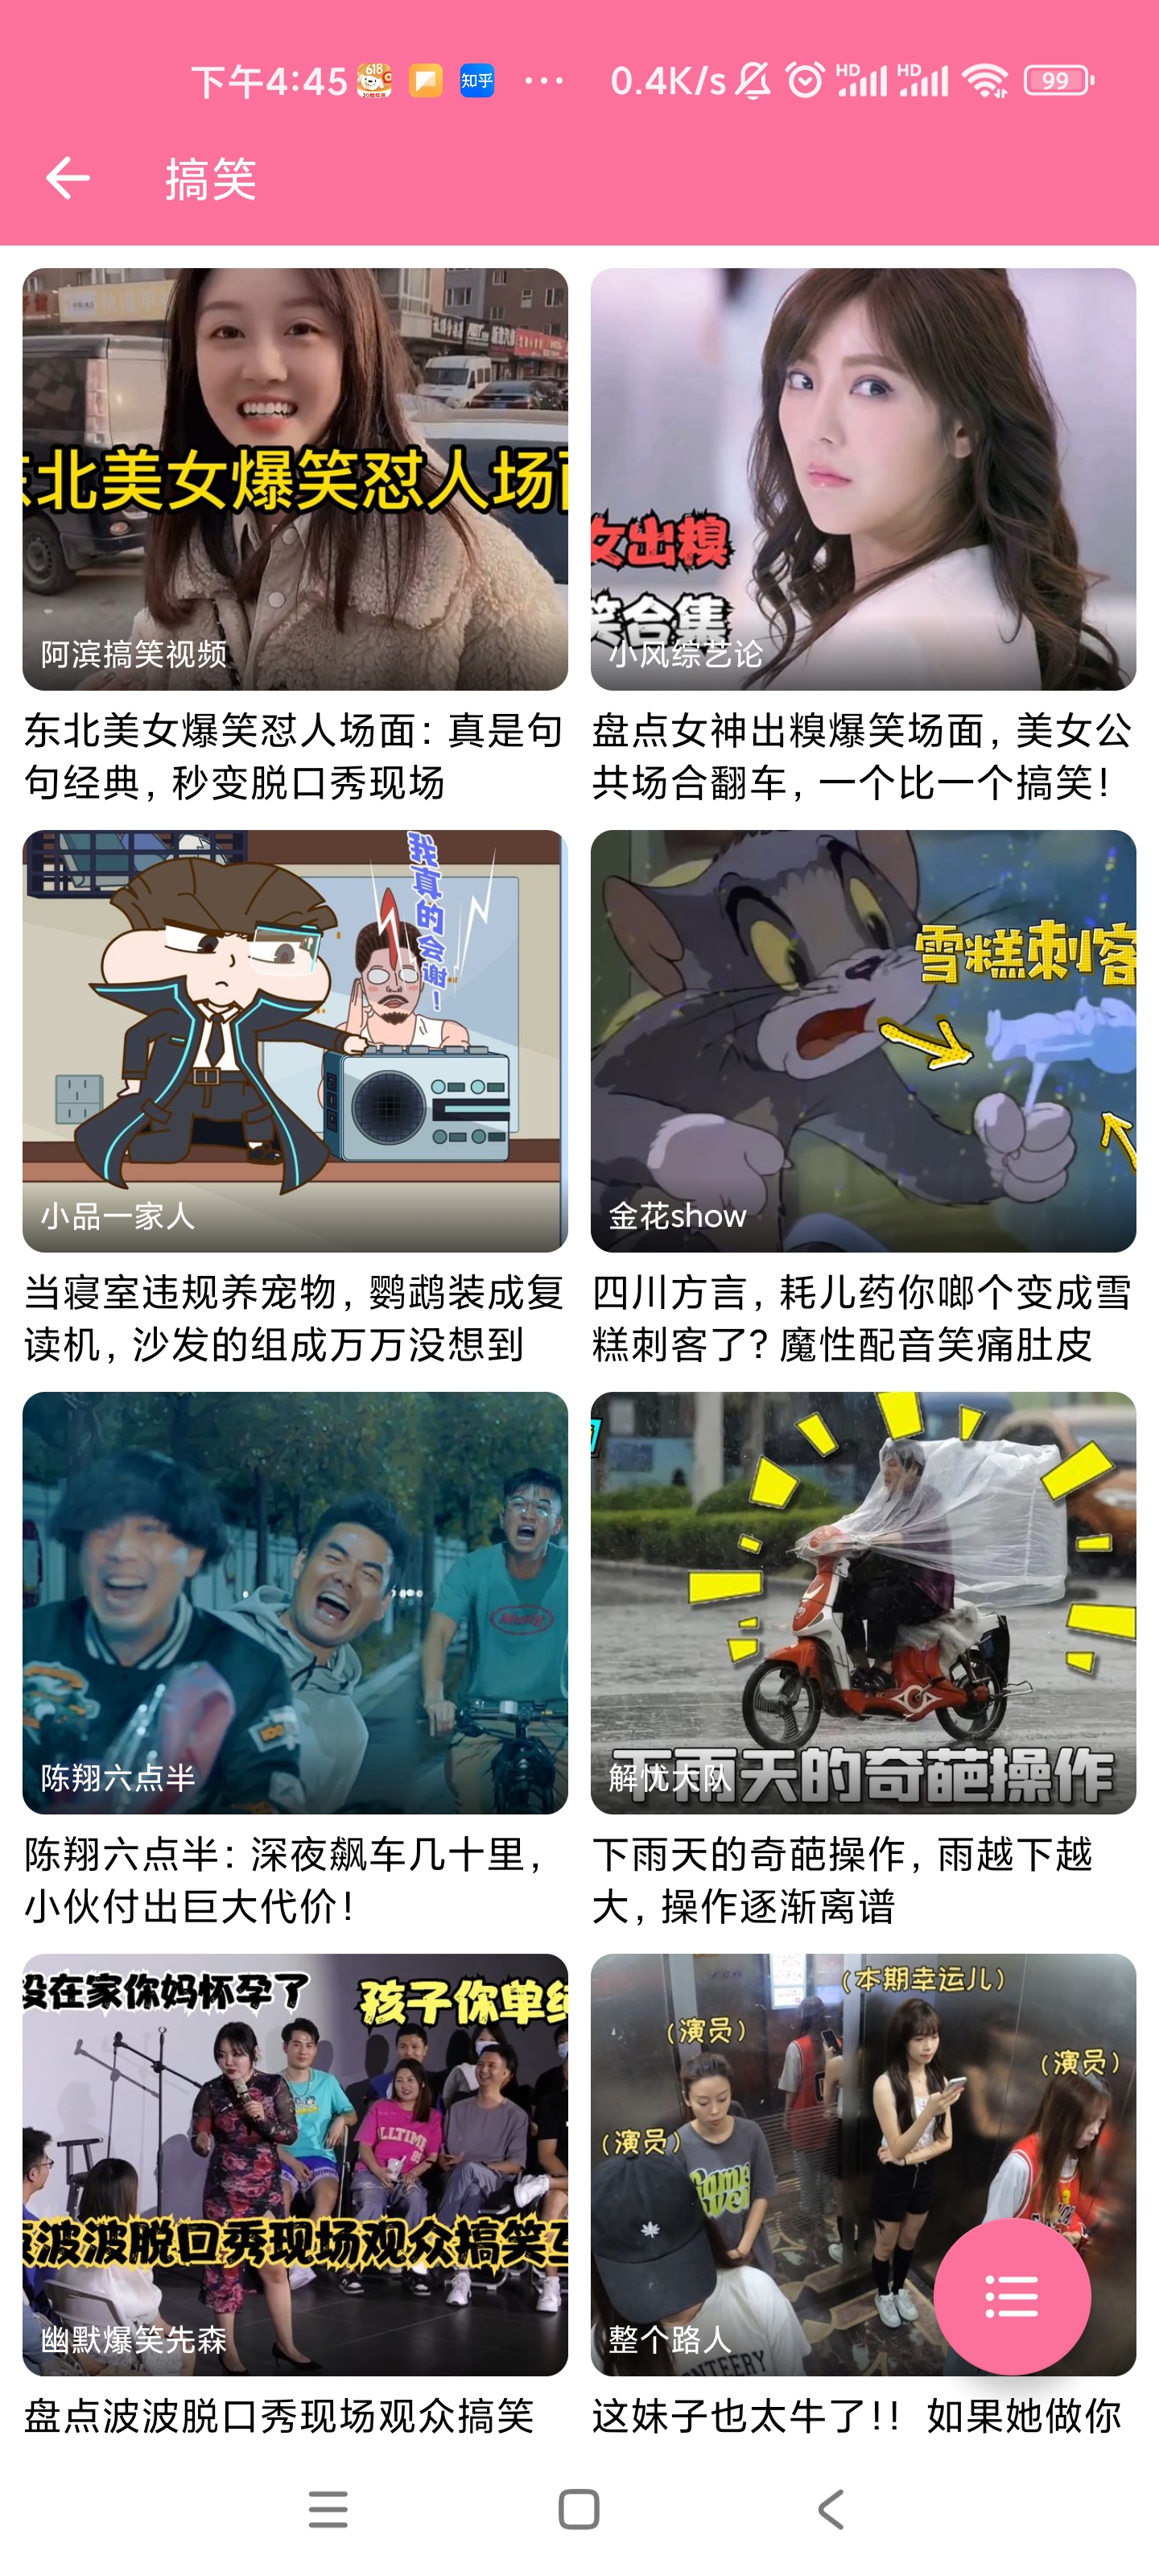 下午4:45 618 知乎 ··· 0.4K/s HD HD 99
搞笑
北美女爆笑怼人场
阿滨搞笑视频
女出糗
笑合集
小风综艺论
东北美女爆笑怼人场面：真是句
句经典，秒变脱口秀现场
盘点女神出糗爆笑场面，美女公
共场合翻车，一个比一个搞笑！
我真的会谢！
小品一家人
雪糕刺客
金花show
当寝室违规养宠物，鹦鹉装成复
读机，沙发的组成万万没想到
四川方言，耗儿药你啷个变成雪
糕刺客了？魔性配音笑痛肚皮
陈翔六点半
下雨天的奇葩操作
解忧大队
陈翔六点半：深夜飙车几十里，
小伙付出巨大代价！
下雨天的奇葩操作，雨越下越
大，操作逐渐离谱
没在家你妈怀孕了
孩子你单纯
波波脱口秀现场观众搞笑互
幽默爆笑先森
（本期幸运儿）
（演员）
（演员）
（演员）
整个路人
盘点波波脱口秀现场观众搞笑
这妹子也太牛了！！ 如果她做你